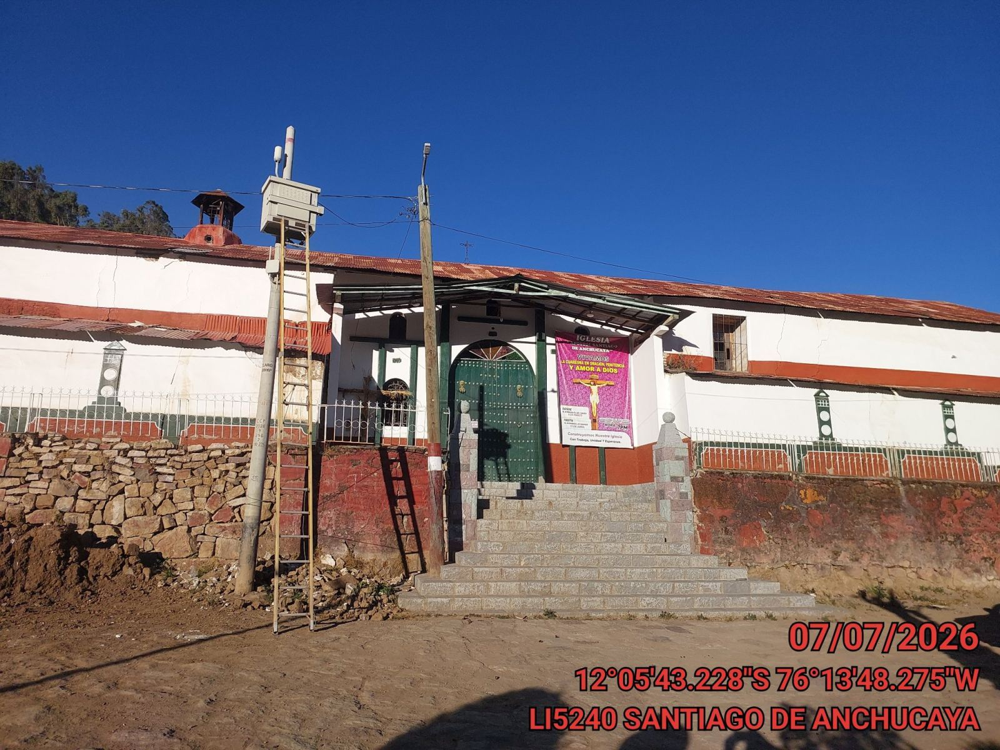 IGLESIA
SANTIAGO
DE ANCHUCAYA"
VIVAMOS
LA CUARESMA EN ORACIÓN, PENITENCIA
Y AMOR A DIOS
DESDE
HASTA
HORA: 7PM
Construyamos Nuestra Iglesia
Con Trabajo, Unidad Y Esperanza.
07/07/2026
12°05'43.228"S 76°13'48.275"W
LI5240 SANTIAGO DE ANCHUCAYA